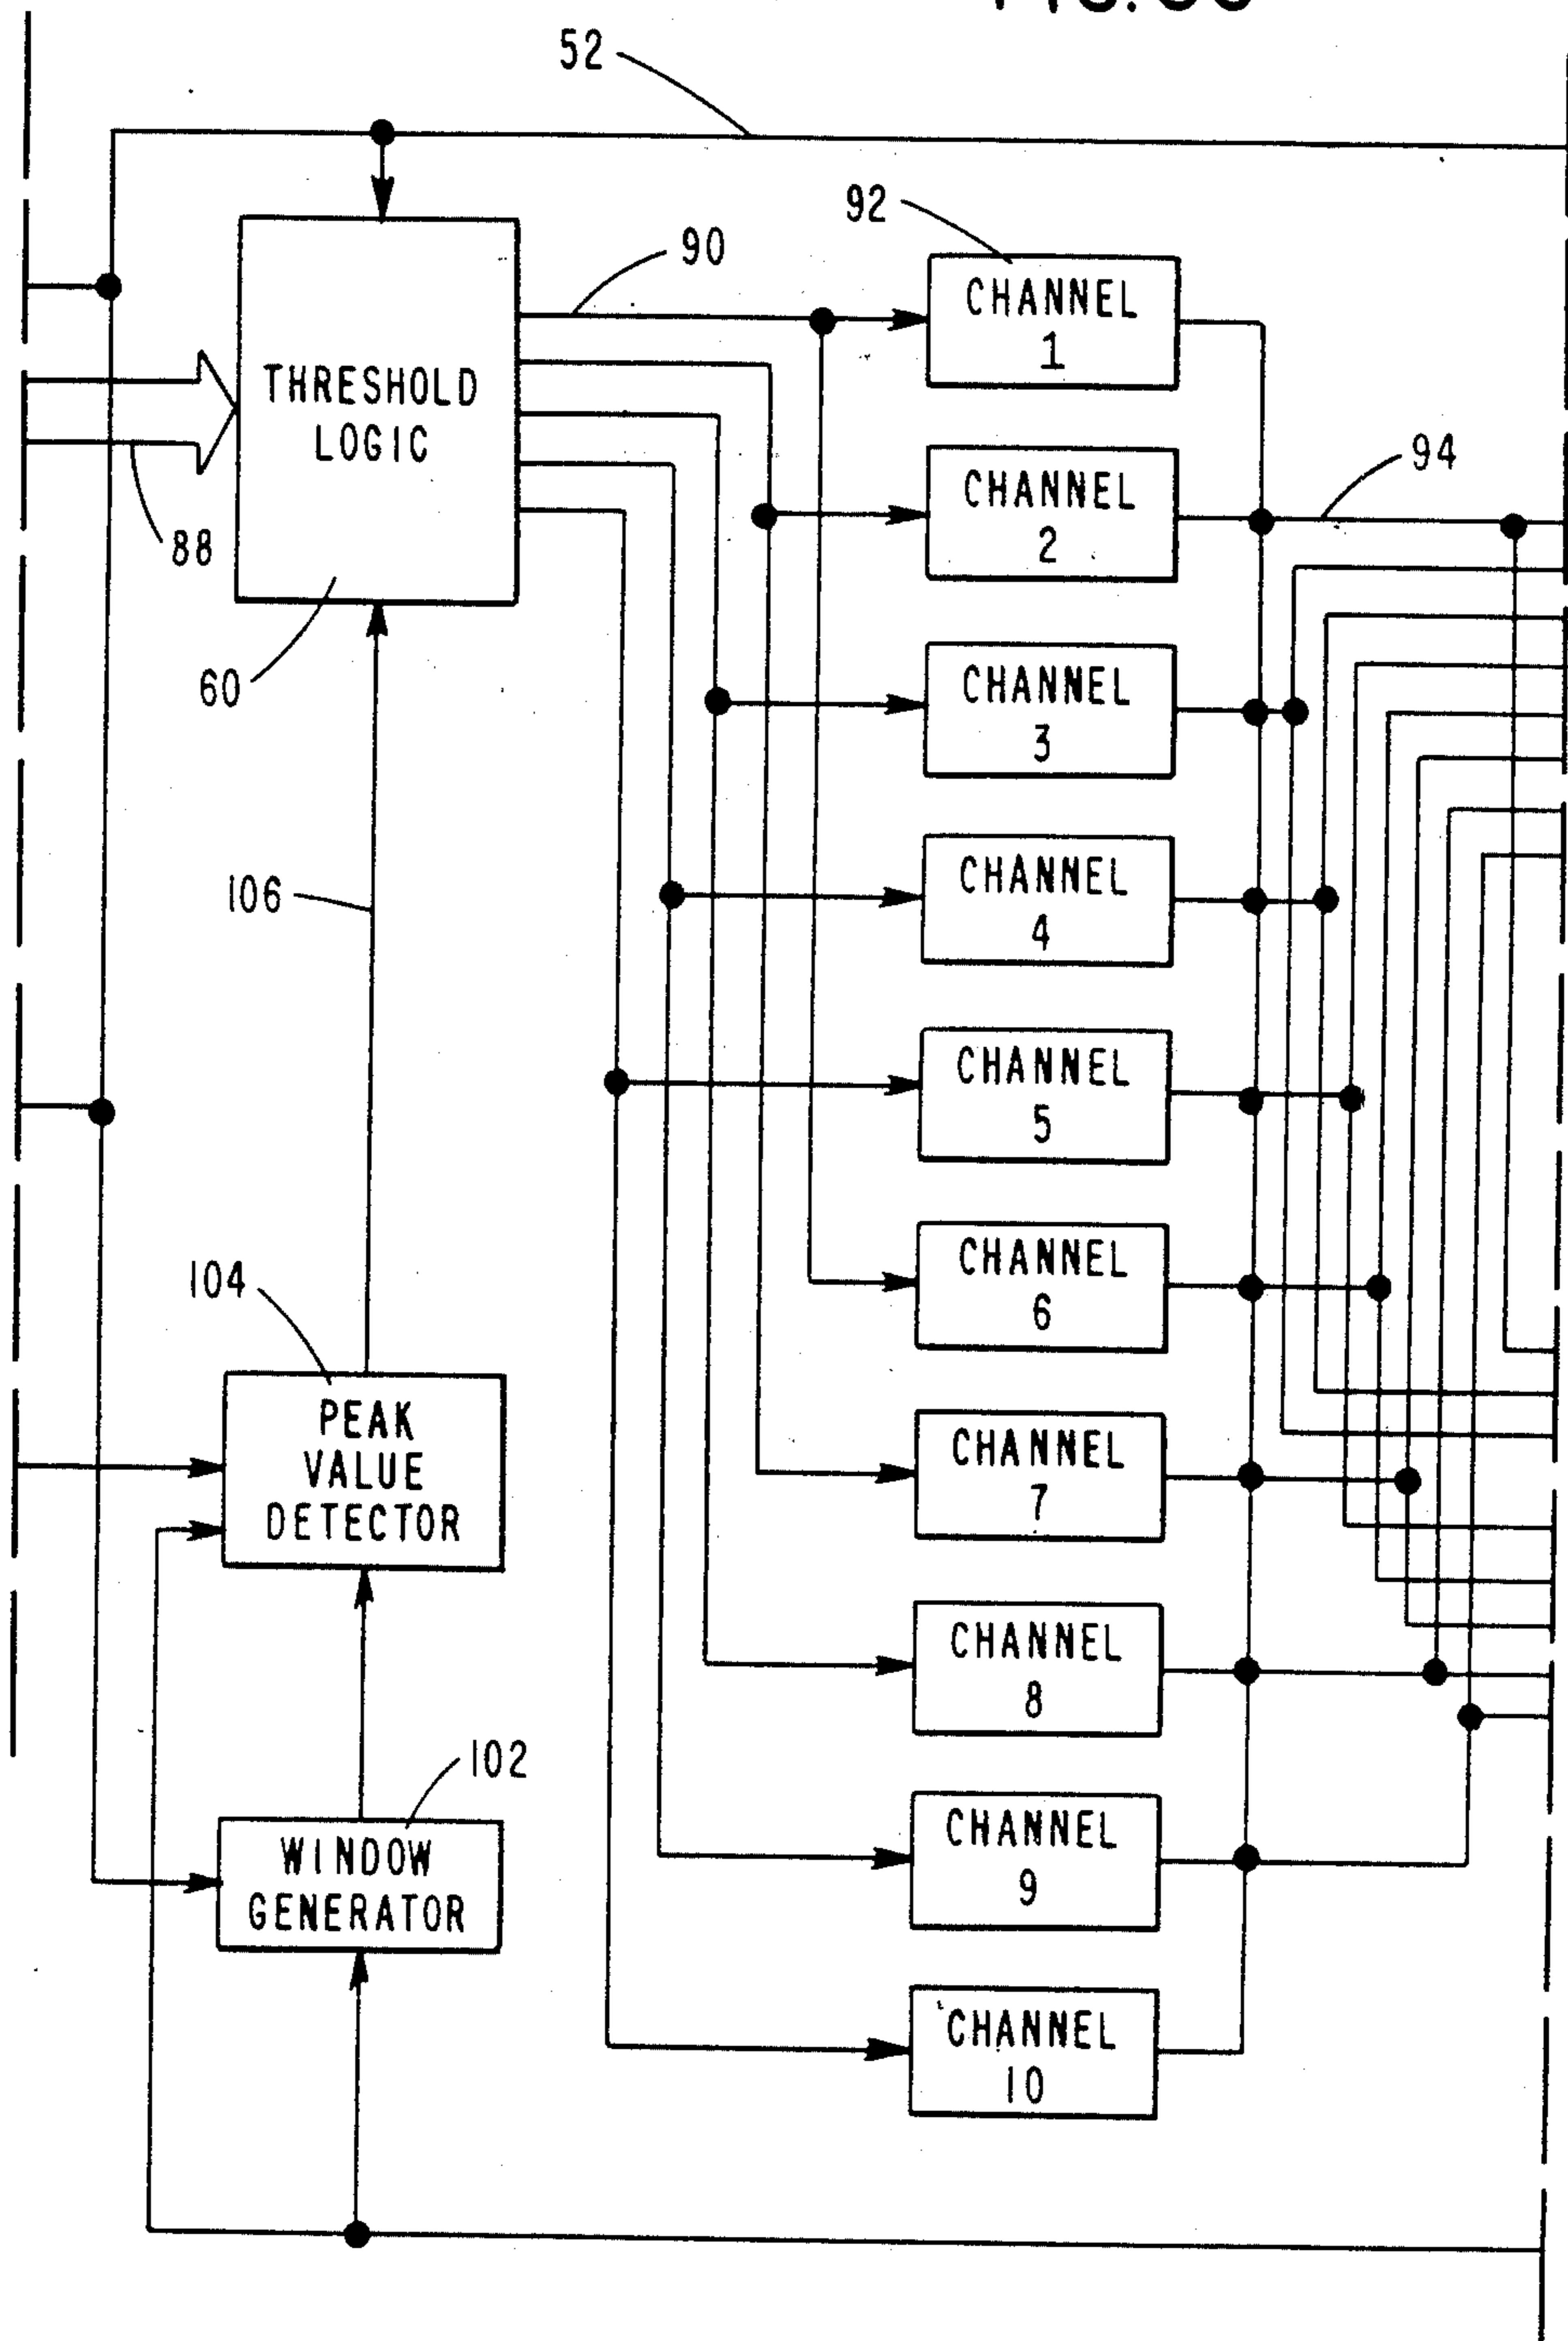 52
92
90
CHANNEL
1
THRESHOLD
LOGIC
94
CHANNEL
2
88
60
CHANNEL
3
106
CHANNEL
4
CHANNEL
5
104
CHANNEL
6
PEAK
VALUE
DETECTOR
CHANNEL
7
CHANNEL
8
102
WINDOW
GENERATOR
CHANNEL
9
CHANNEL
10